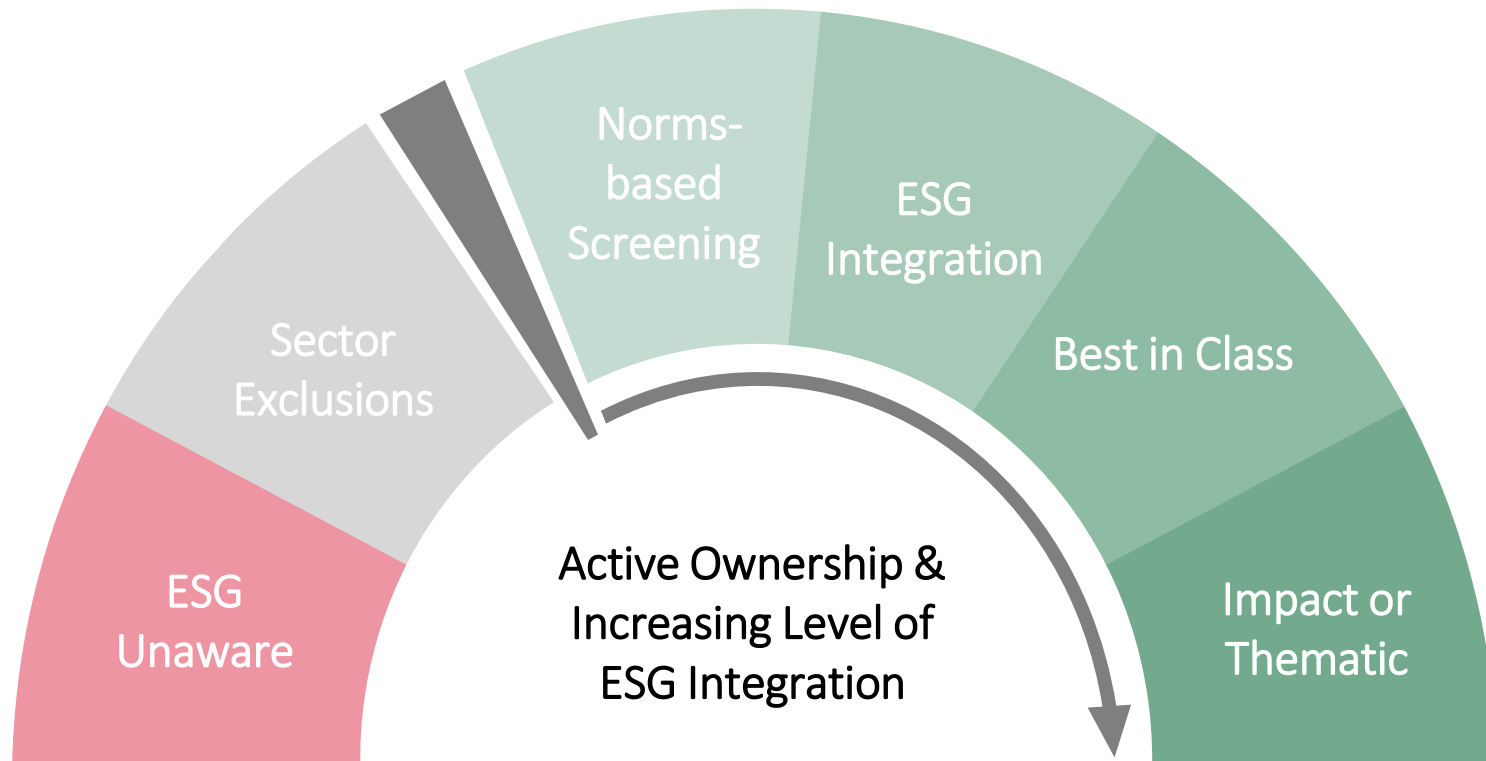 ESG
Unaware
Sector
Exclusions
Norms-
based
Screening
ESG
Integration
Best in Class
Impact or
Thematic
Active Ownership &
Increasing Level of
ESG Integration